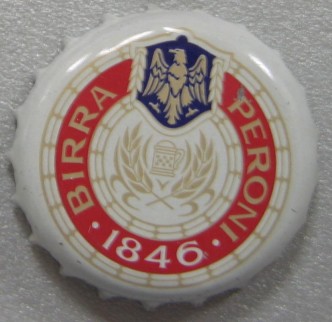 BIRRA PERONI
· 1846 ·